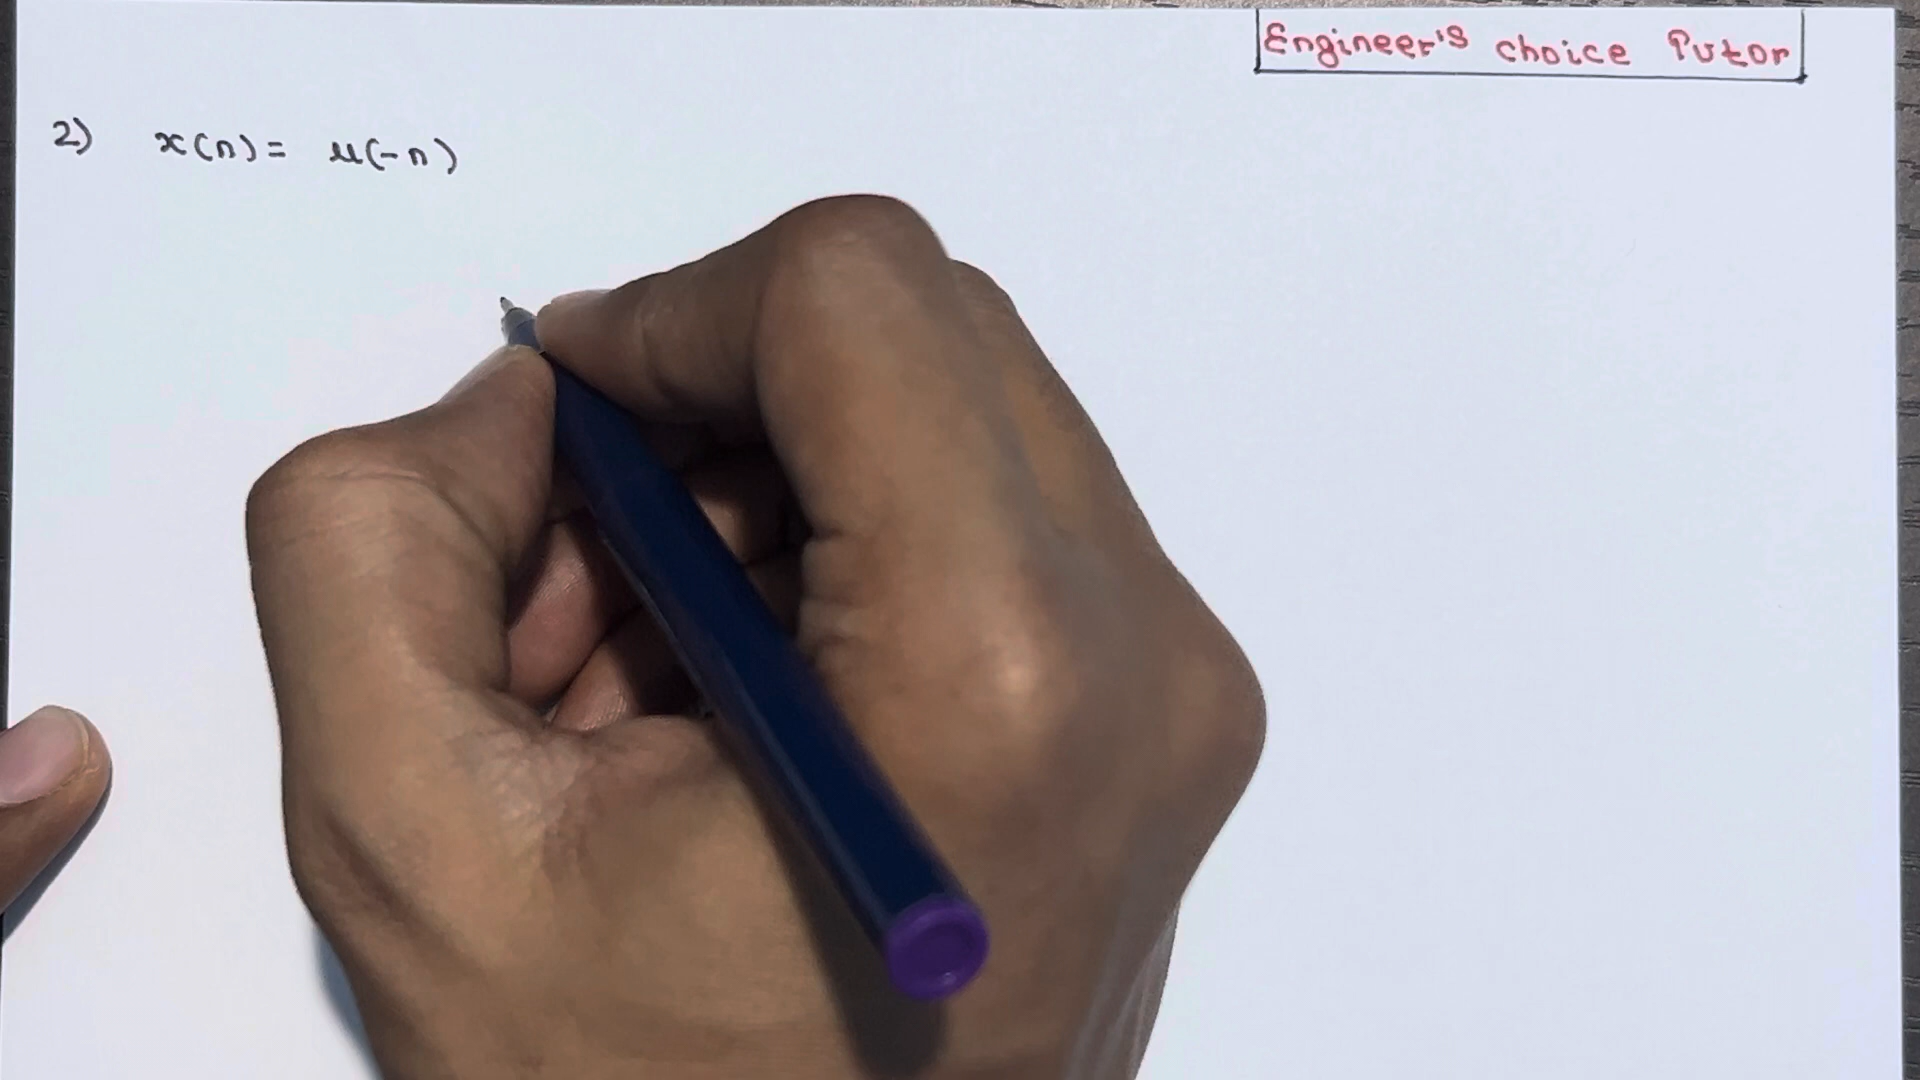 Engineer's choice Tutor
2) x(n) = u(-n)